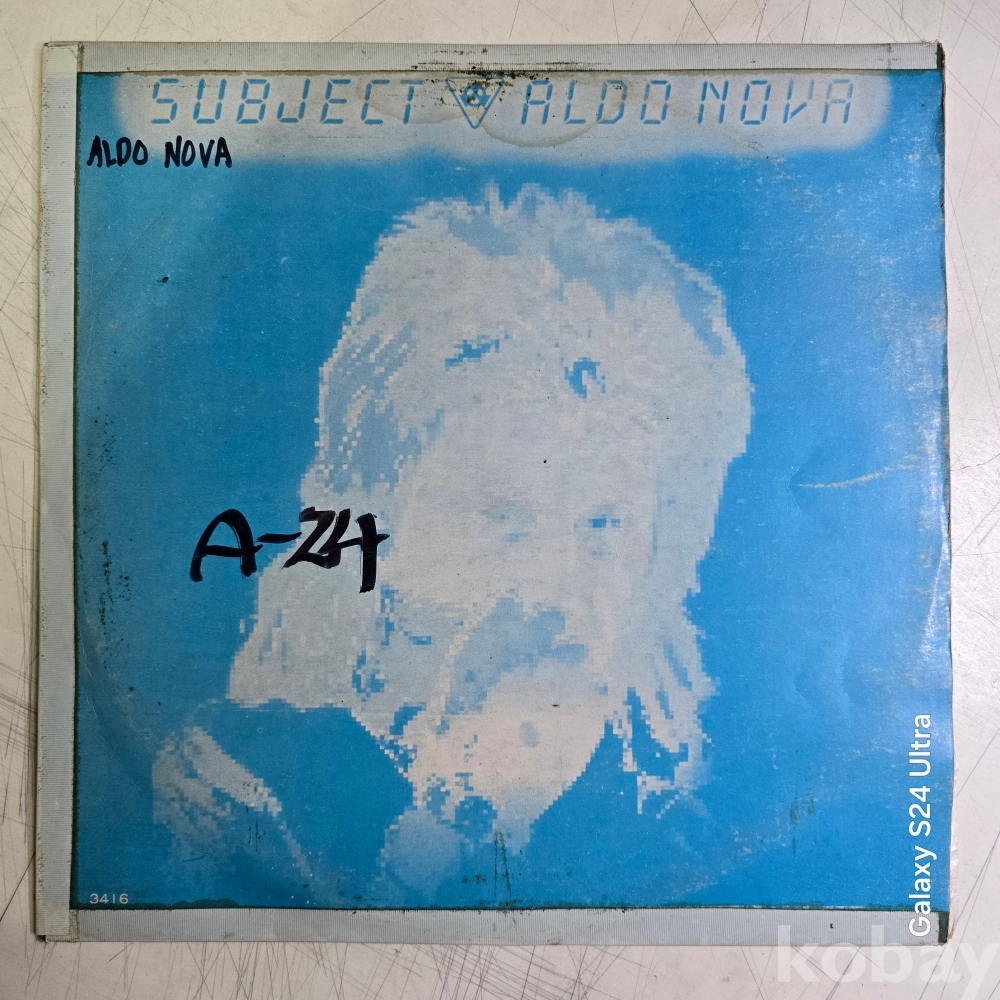 SUBJECT ALDO NOVA
ALDO NOVA
A-24
3416
Galaxy S24 Ultra
kobay